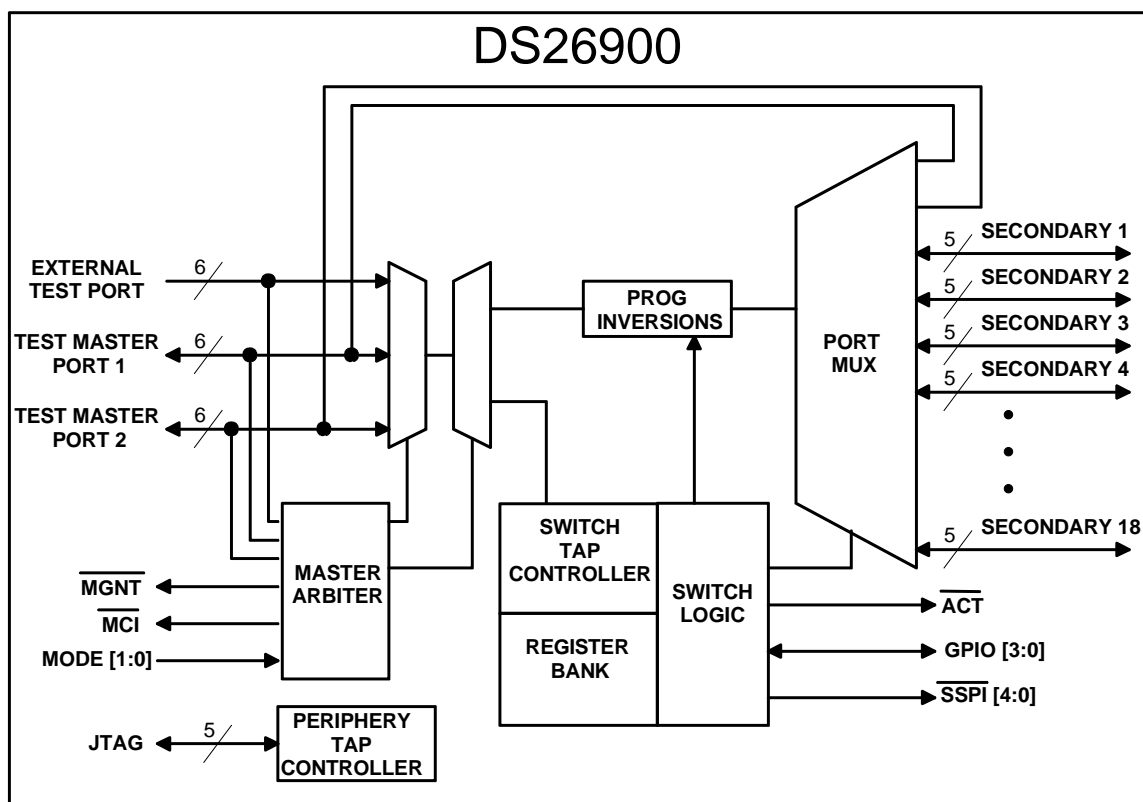 DS26900
EXTERNAL
TEST PORT
6
TEST MASTER
PORT 1
6
TEST MASTER
PORT 2
6
PROG
INVERSIONS
PORT
MUX
5
SECONDARY 1
5
SECONDARY 2
5
SECONDARY 3
5
SECONDARY 4
5
SECONDARY 18
MASTER
ARBITER
MGNT
MCI
MODE [1:0]
SWITCH
TAP
CONTROLLER
REGISTER
BANK
SWITCH
LOGIC
ACT
GPIO [3:0]
SSPI [4:0]
JTAG
5
PERIPHERY
TAP
CONTROLLER